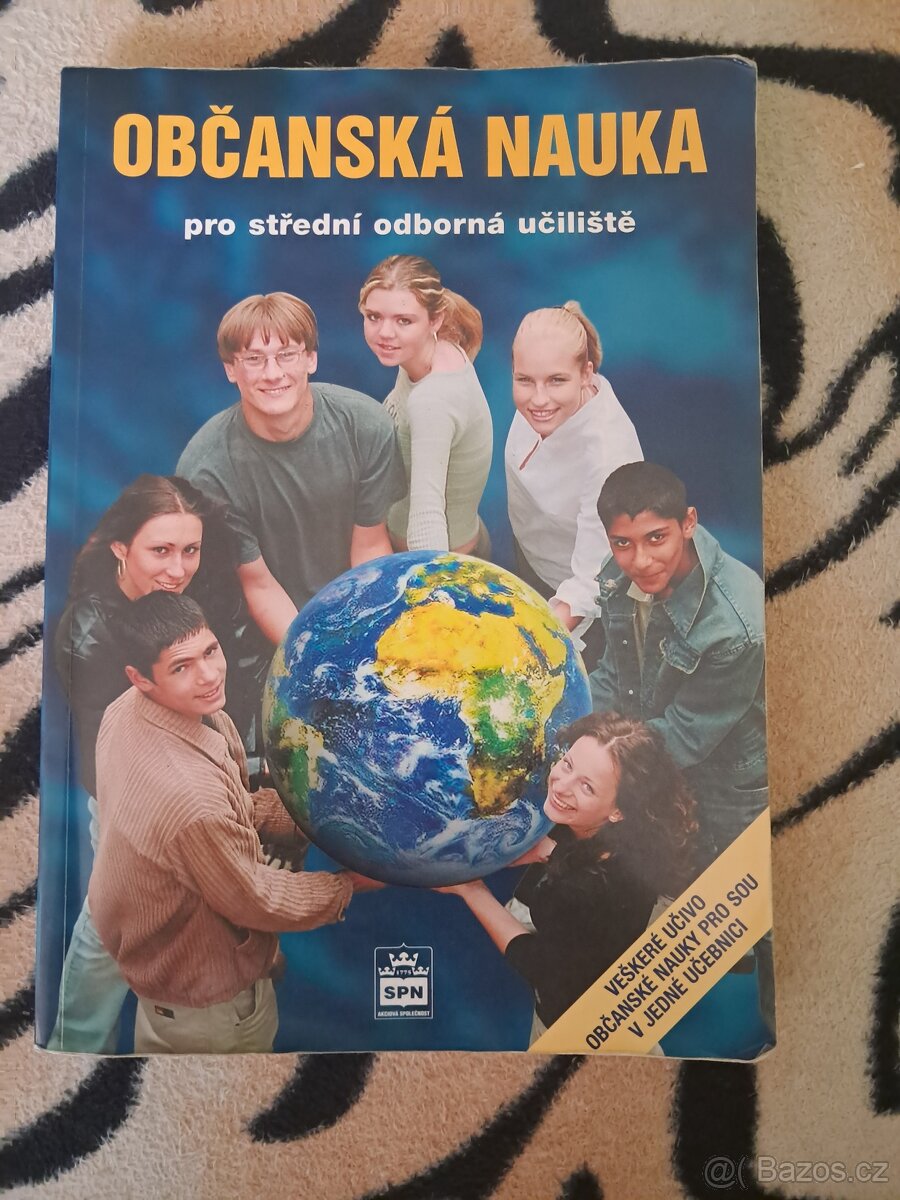 OBČANSKÁ NAUKA
pro střední odborná učiliště
VEŠKERÉ UČIVO
OBČANSKÉ NAUKY PRO SOU
V JEDNÉ UČEBNICI
1775
SPN
AKCIOVÁ SPOLEČNOST
@( Bazos.cz